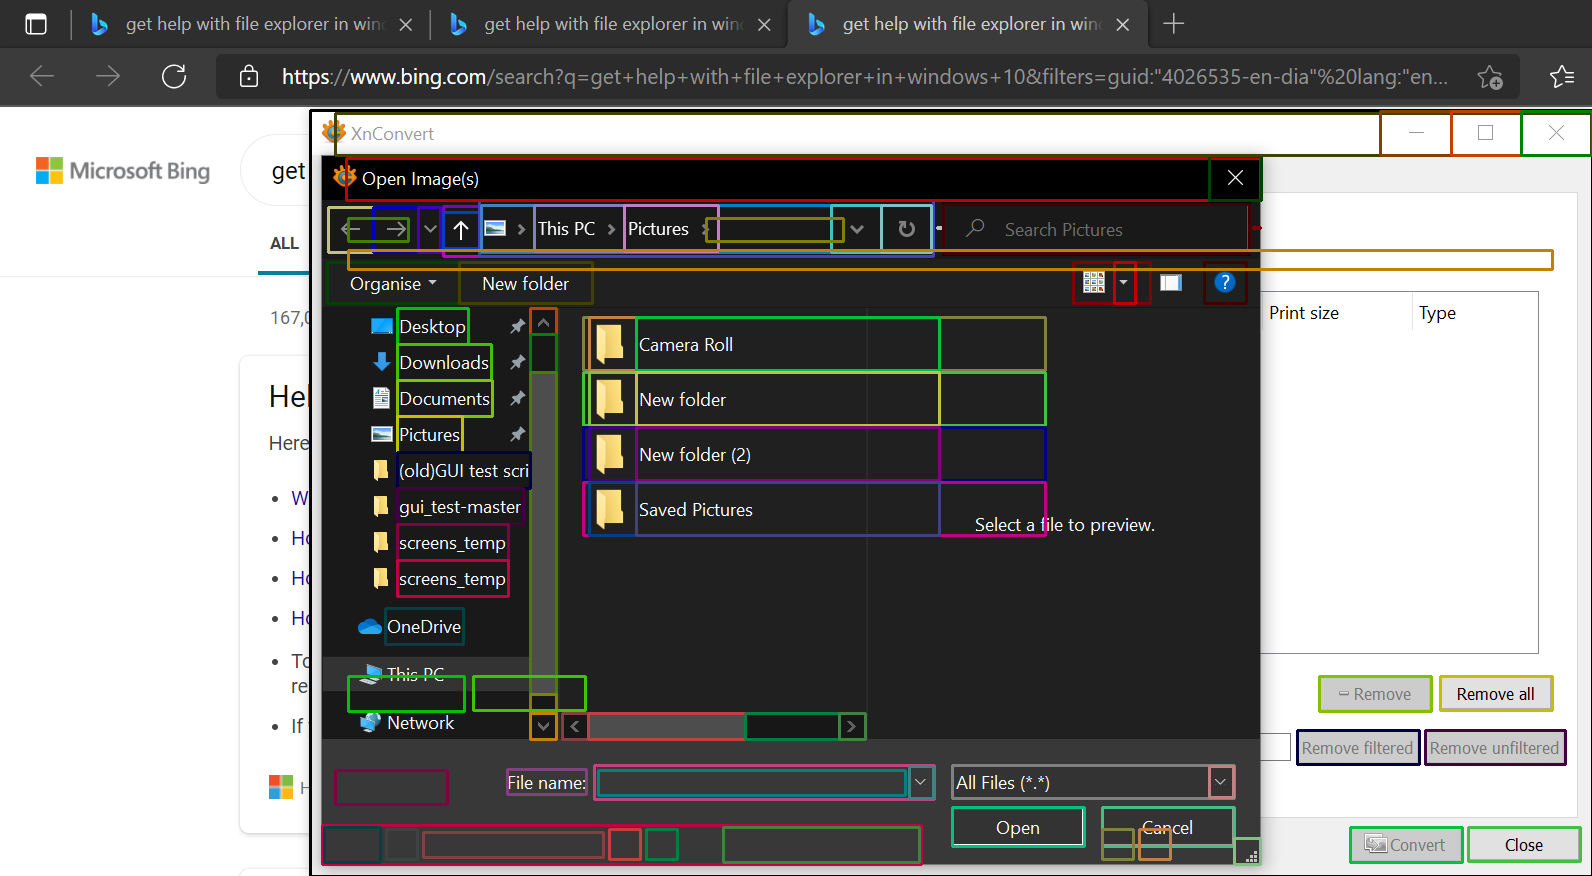 get help with file explorer in win
get help with file explorer in win
get help with file explorer in win
https://www.bing.com/search?q=get+help+with+file+explorer+in+windows+10&filters=guid:"4026535-en-dia"%20lang:"en...
XnConvert
Microsoft Bing
get
Open Image(s)
This PC
Pictures
Search Pictures
ALL
Organise
New folder
Print size
Type
167,0
Desktop
Downloads
Documents
Pictures
(old)GUI test scri
gui_test-master
screens_temp
screens_temp
OneDrive
This PC
Network
Camera Roll
New folder
New folder (2)
Saved Pictures
Select a file to preview.
Hel
Here
W
Ho
Ho
Ho
To
re
If
H
Remove
Remove all
Remove filtered
Remove unfiltered
File name:
All Files (*.*)
Open
Cancel
Convert
Close